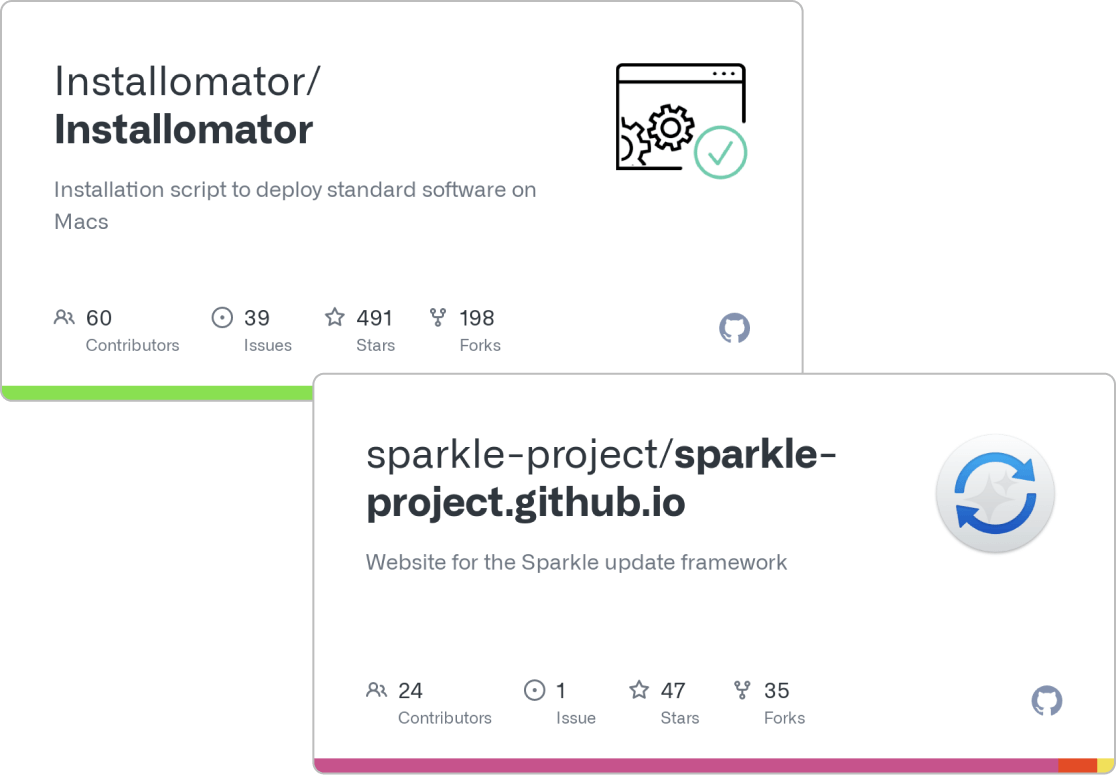 Installomator/
Installomator
Installation script to deploy standard software on
Macs
60 39 491 198
Contributors Issues Stars Forks
sparkle-project/sparkle-
project.github.io
Website for the Sparkle update framework
24 1 47 35
Contributors Issue Stars Forks